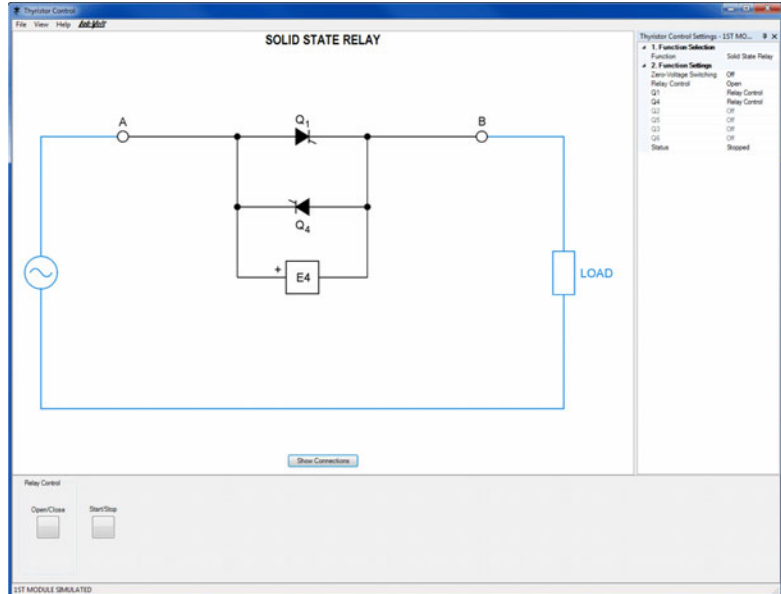 Thyristor Control
File View Help Lab-Volt
SOLID STATE RELAY
A
Q1
B
Q4
+
E4
LOAD
Show Connections
Thyristor Control Settings - 1ST MO...
1. Function Selection
Function Solid State Relay
2. Function Settings
Zero-Voltage Switching Off
Relay Control Open
Q1 Relay Control
Q4 Relay Control
Q2 Off
Q5 Off
Q3 Off
Q6 Off
Status Stopped
Relay Control
Open/Close Start/Stop
1ST MODULE SIMULATED